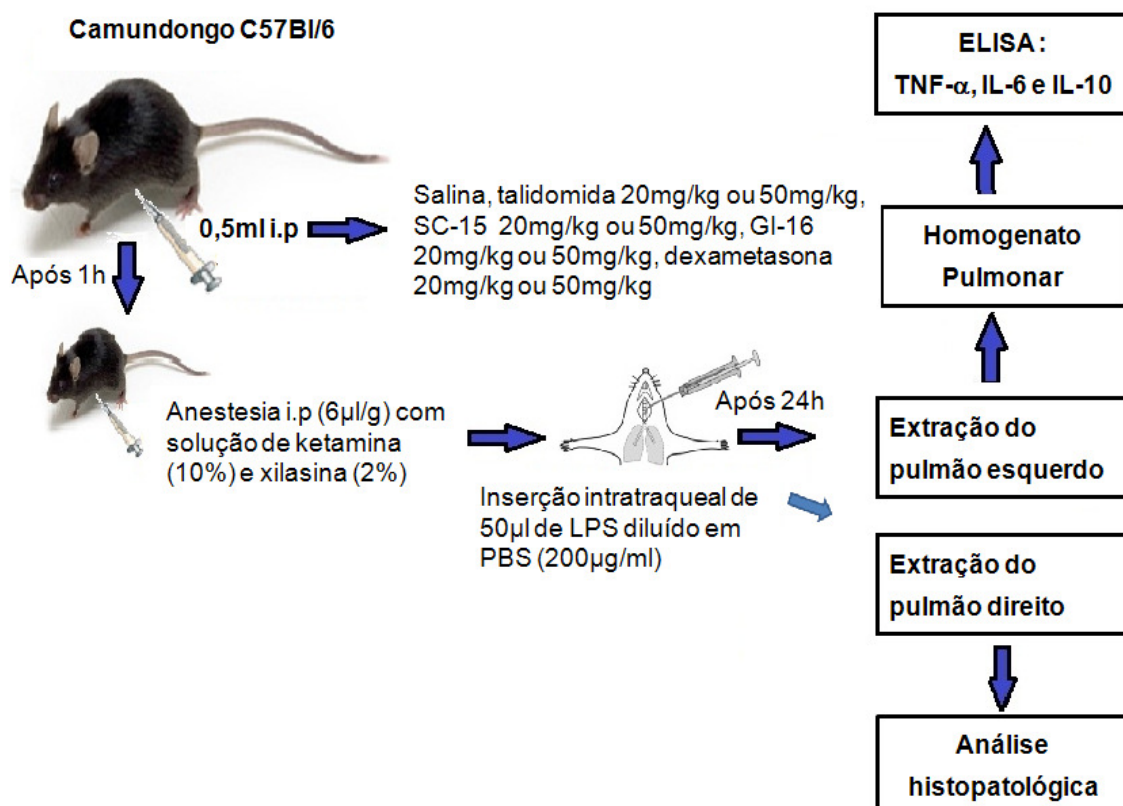 Camundongo C57Bl/6
0,5ml i.p
Salina, talidomida 20mg/kg ou 50mg/kg,
SC-15 20mg/kg ou 50mg/kg, GI-16
20mg/kg ou 50mg/kg, dexametasona
20mg/kg ou 50mg/kg
Após 1h
Anestesia i.p (6µl/g) com
solução de ketamina
(10%) e xilasina (2%)
Inserção intratraqueal de
50µl de LPS diluído em
PBS (200µg/ml)
Após 24h
Extração do
pulmão esquerdo
Homogenato
Pulmonar
ELISA :
TNF-α, IL-6 e IL-10
Extração do
pulmão direito
Análise
histopatológica